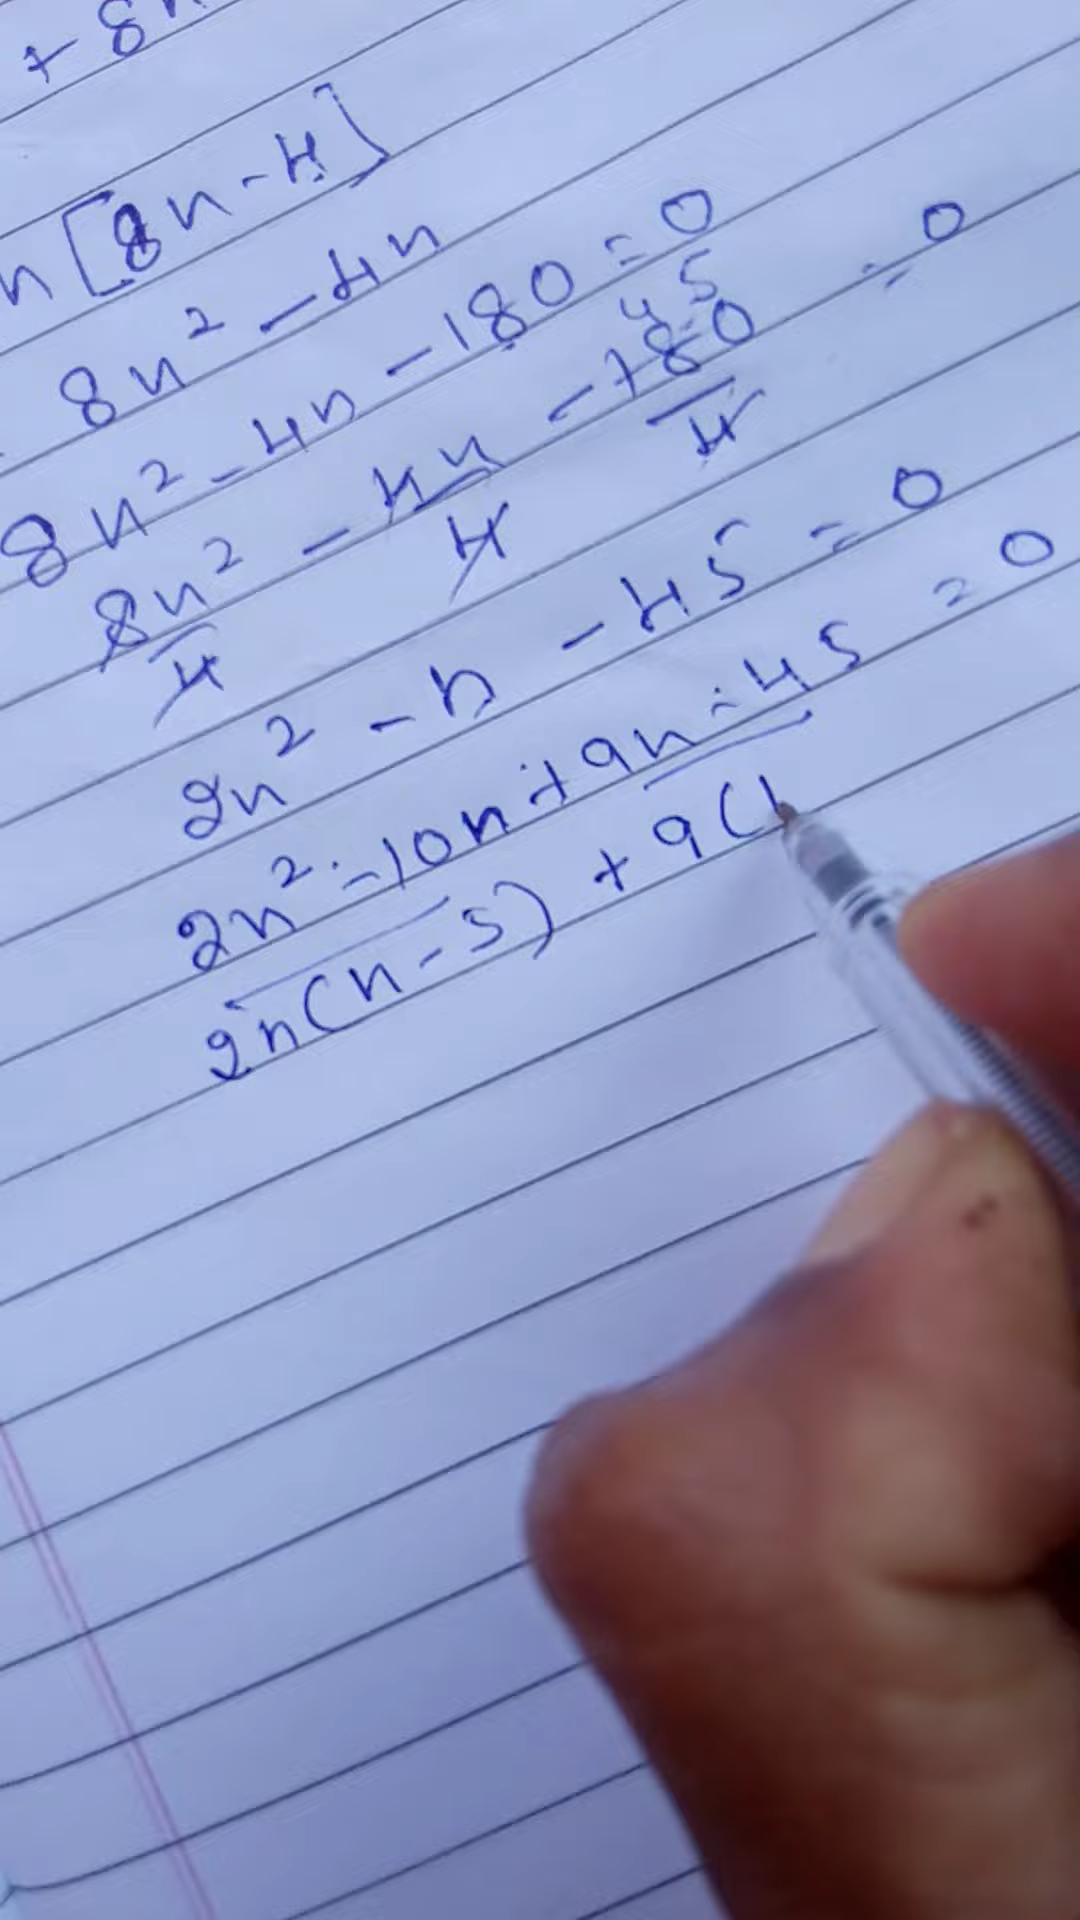 + 8n
n[8n-4]
8n² - 4n
8n² - 4n - 180 = 0
8n²/4 - 4n/4 - 180/4 = 0
45
2n² - n - 45 = 0
2n² - 10n + 9n - 45 = 0
2n(n-5) + 9(